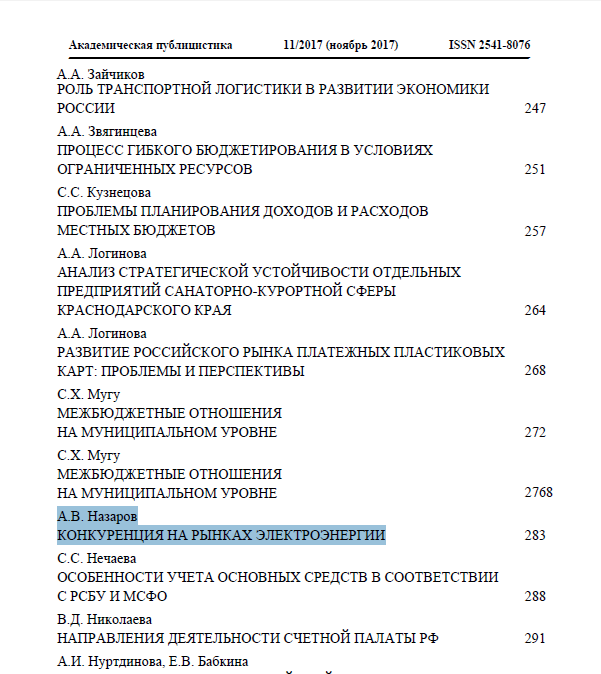 Академическая публицистика 11/2017 (ноябрь 2017) ISSN 2541-8076
А.А. Зайчиков
РОЛЬ ТРАНСПОРТНОЙ ЛОГИСТИКИ В РАЗВИТИИ ЭКОНОМИКИ
РОССИИ 247
А.А. Звягинцева
ПРОЦЕСС ГИБКОГО БЮДЖЕТИРОВАНИЯ В УСЛОВИЯХ
ОГРАНИЧЕННЫХ РЕСУРСОВ 251
С.С. Кузнецова
ПРОБЛЕМЫ ПЛАНИРОВАНИЯ ДОХОДОВ И РАСХОДОВ
МЕСТНЫХ БЮДЖЕТОВ 257
А.А. Логинова
АНАЛИЗ СТРАТЕГИЧЕСКОЙ УСТОЙЧИВОСТИ ОТДЕЛЬНЫХ
ПРЕДПРИЯТИЙ САНАТОРНО-КУРОРТНОЙ СФЕРЫ
КРАСНОДАРСКОГО КРАЯ 264
А.А. Логинова
РАЗВИТИЕ РОССИЙСКОГО РЫНКА ПЛАТЕЖНЫХ ПЛАСТИКОВЫХ
КАРТ: ПРОБЛЕМЫ И ПЕРСПЕКТИВЫ 268
С.Х. Мугу
МЕЖБЮДЖЕТНЫЕ ОТНОШЕНИЯ
НА МУНИЦИПАЛЬНОМ УРОВНЕ 272
С.Х. Мугу
МЕЖБЮДЖЕТНЫЕ ОТНОШЕНИЯ
НА МУНИЦИПАЛЬНОМ УРОВНЕ 2768
А.В. Назаров
КОНКУРЕНЦИЯ НА РЫНКАХ ЭЛЕКТРОЭНЕРГИИ 283
С.С. Нечаева
ОСОБЕННОСТИ УЧЕТА ОСНОВНЫХ СРЕДСТВ В СООТВЕТСТВИИ
С РСБУ И МСФО 288
В.Д. Николаева
НАПРАВЛЕНИЯ ДЕЯТЕЛЬНОСТИ СЧЕТНОЙ ПАЛАТЫ РФ 291
А.И. Нуртдинова, Е.В. Бабкина